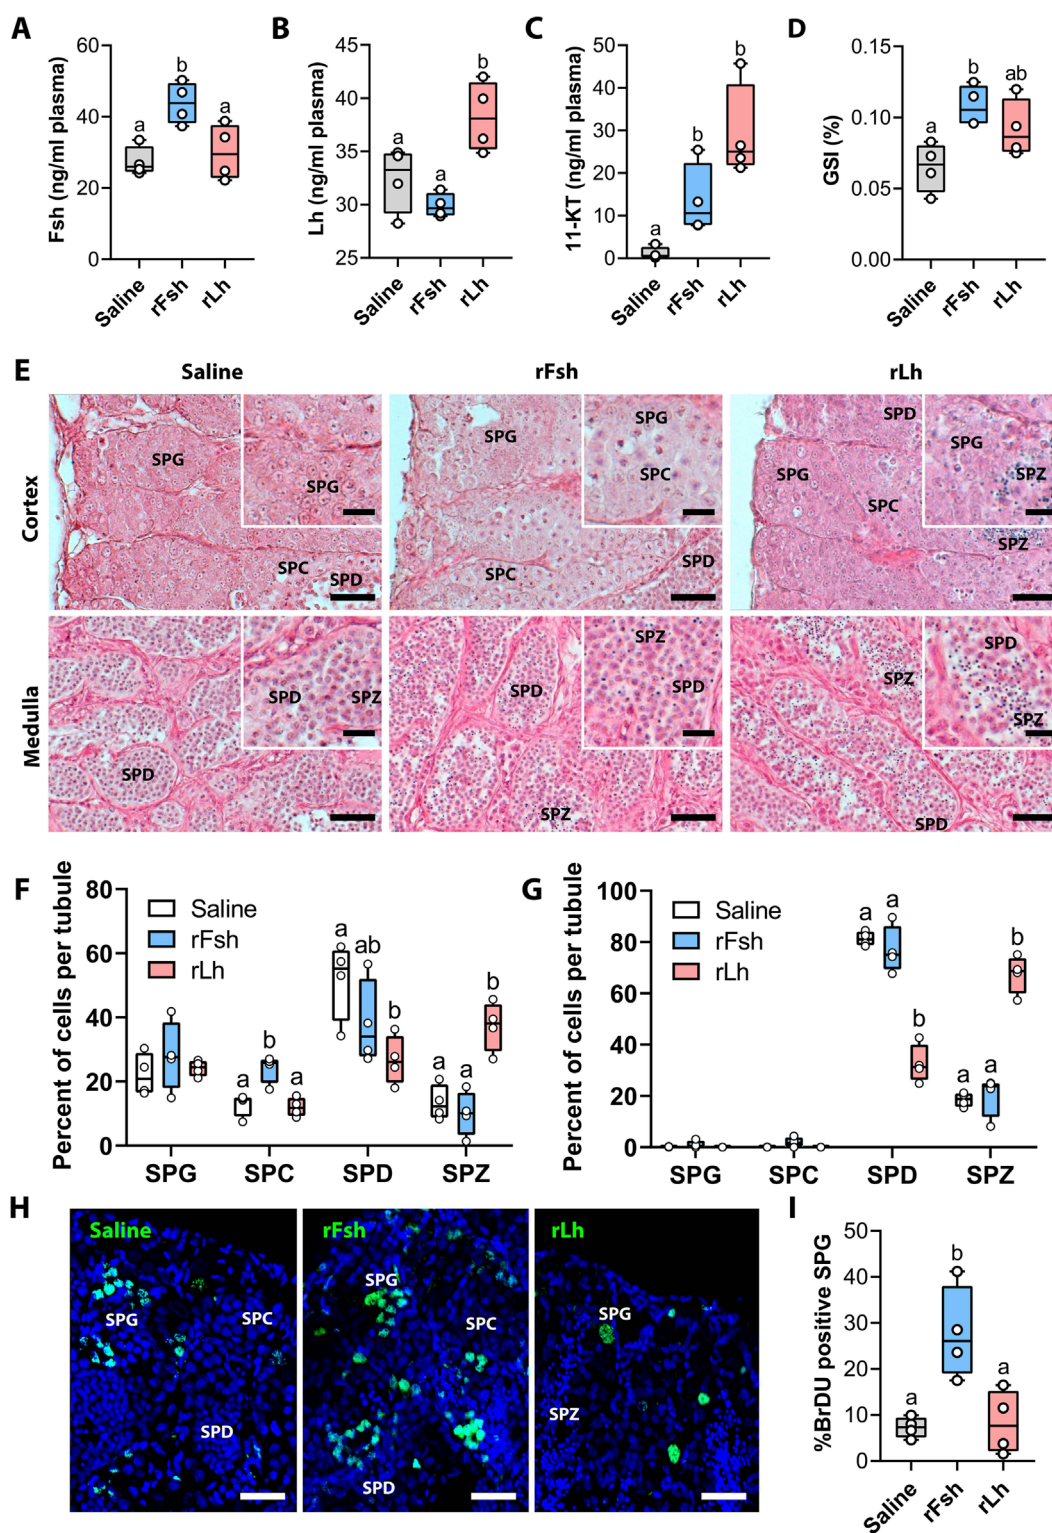 A
Fsh (ng/ml plasma)
60
40
20
0
a
b
a
Saline
rFsh
rLh
B
Lh (ng/ml plasma)
45
40
35
30
25
a
a
b
Saline
rFsh
rLh
C
11-KT (ng/ml plasma)
50
40
30
20
10
0
a
b
b
Saline
rFsh
rLh
D
GSI (%)
0.15
0.10
0.05
0.00
a
b
ab
Saline
rFsh
rLh
E
Saline
rFsh
rLh
Cortex
SPG
SPG
SPC
SPD
SPG
SPG
SPC
SPC
SPD
SPD
SPG
SPG
SPC
SPZ
SPZ
Medulla
SPD
SPZ
SPD
SPZ
SPD
SPD
SPZ
SPD
SPZ
SPZ
SPD
F
Percent of cells per tubule
80
60
40
20
0
Saline
rFsh
rLh
a
b
a
a
ab
b
a
a
b
SPG
SPC
SPD
SPZ
G
Percent of cells per tubule
100
80
60
40
20
0
Saline
rFsh
rLh
a
a
b
a
a
b
SPG
SPC
SPD
SPZ
H
Saline
SPG
SPC
SPD
rFsh
SPG
SPC
SPD
rLh
SPG
SPZ
I
%BrDU positive SPG
50
40
30
20
10
0
a
b
a
Saline
rFsh
rLh